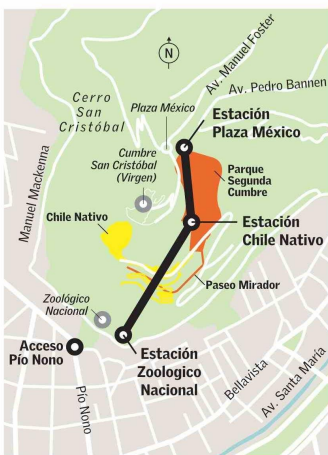 N
Av. Manuel Foster
Av. Pedro Bannen
Cerro
San
Cristóbal
Plaza México
Estación
Plaza México
Manuel Mackenna
Cumbre
San Cristóbal
(Virgen)
Parque
Segunda
Cumbre
Chile Nativo
Estación
Chile Nativo
Paseo Mirador
Zoológico
Nacional
Acceso
Pío Nono
Estación
Zoologico
Nacional
Pío Nono
Bellavista
Av. Santa María